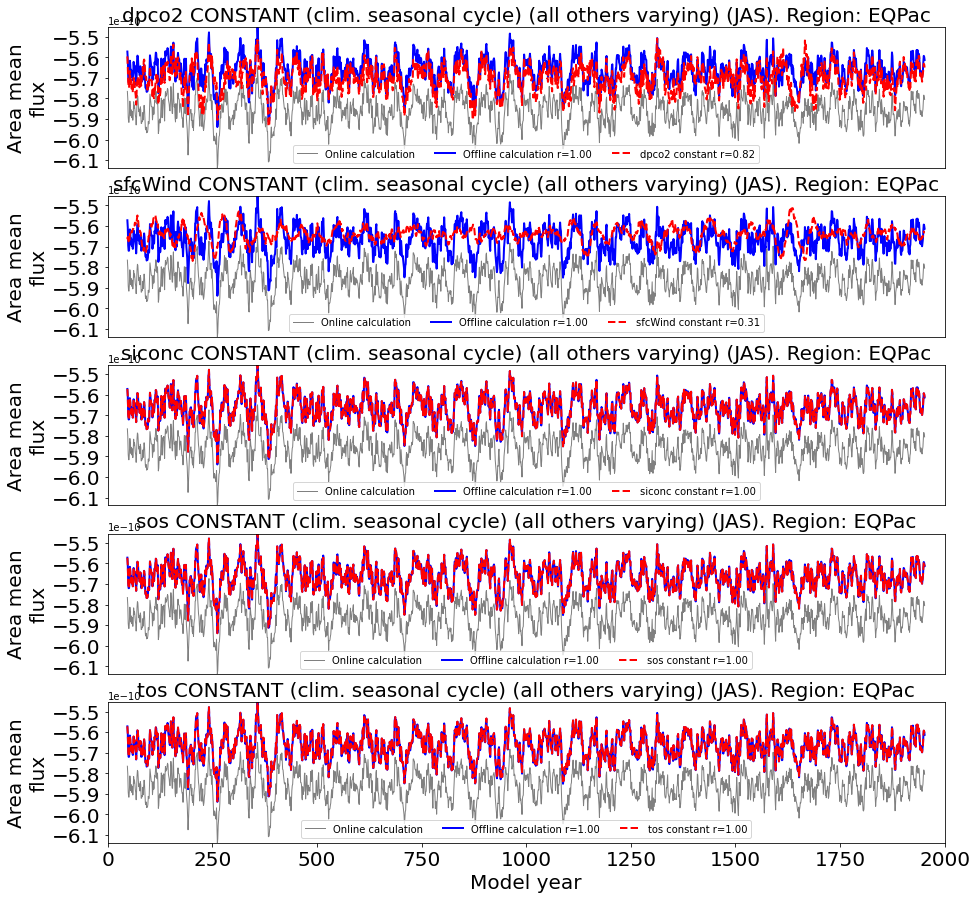 1e−10
dpco2 CONSTANT (clim. seasonal cycle) (all others varying) (JAS). Region: EQPac
−5.5
−5.6
−5.7
−5.8
−5.9
−6.0
−6.1
Area mean
flux
Online calculation
Offline calculation r=1.00
dpco2 constant r=0.82
1e−10
sfcWind CONSTANT (clim. seasonal cycle) (all others varying) (JAS). Region: EQPac
−5.5
−5.6
−5.7
−5.8
−5.9
−6.0
−6.1
Area mean
flux
Online calculation
Offline calculation r=1.00
sfcWind constant r=0.31
1e−10
siconc CONSTANT (clim. seasonal cycle) (all others varying) (JAS). Region: EQPac
−5.5
−5.6
−5.7
−5.8
−5.9
−6.0
−6.1
Area mean
flux
Online calculation
Offline calculation r=1.00
siconc constant r=1.00
1e−10
sos CONSTANT (clim. seasonal cycle) (all others varying) (JAS). Region: EQPac
−5.5
−5.6
−5.7
−5.8
−5.9
−6.0
−6.1
Area mean
flux
Online calculation
Offline calculation r=1.00
sos constant r=1.00
1e−10
tos CONSTANT (clim. seasonal cycle) (all others varying) (JAS). Region: EQPac
−5.5
−5.6
−5.7
−5.8
−5.9
−6.0
−6.1
Area mean
flux
Online calculation
Offline calculation r=1.00
tos constant r=1.00
0
250
500
750
1000
1250
1500
1750
2000
Model year